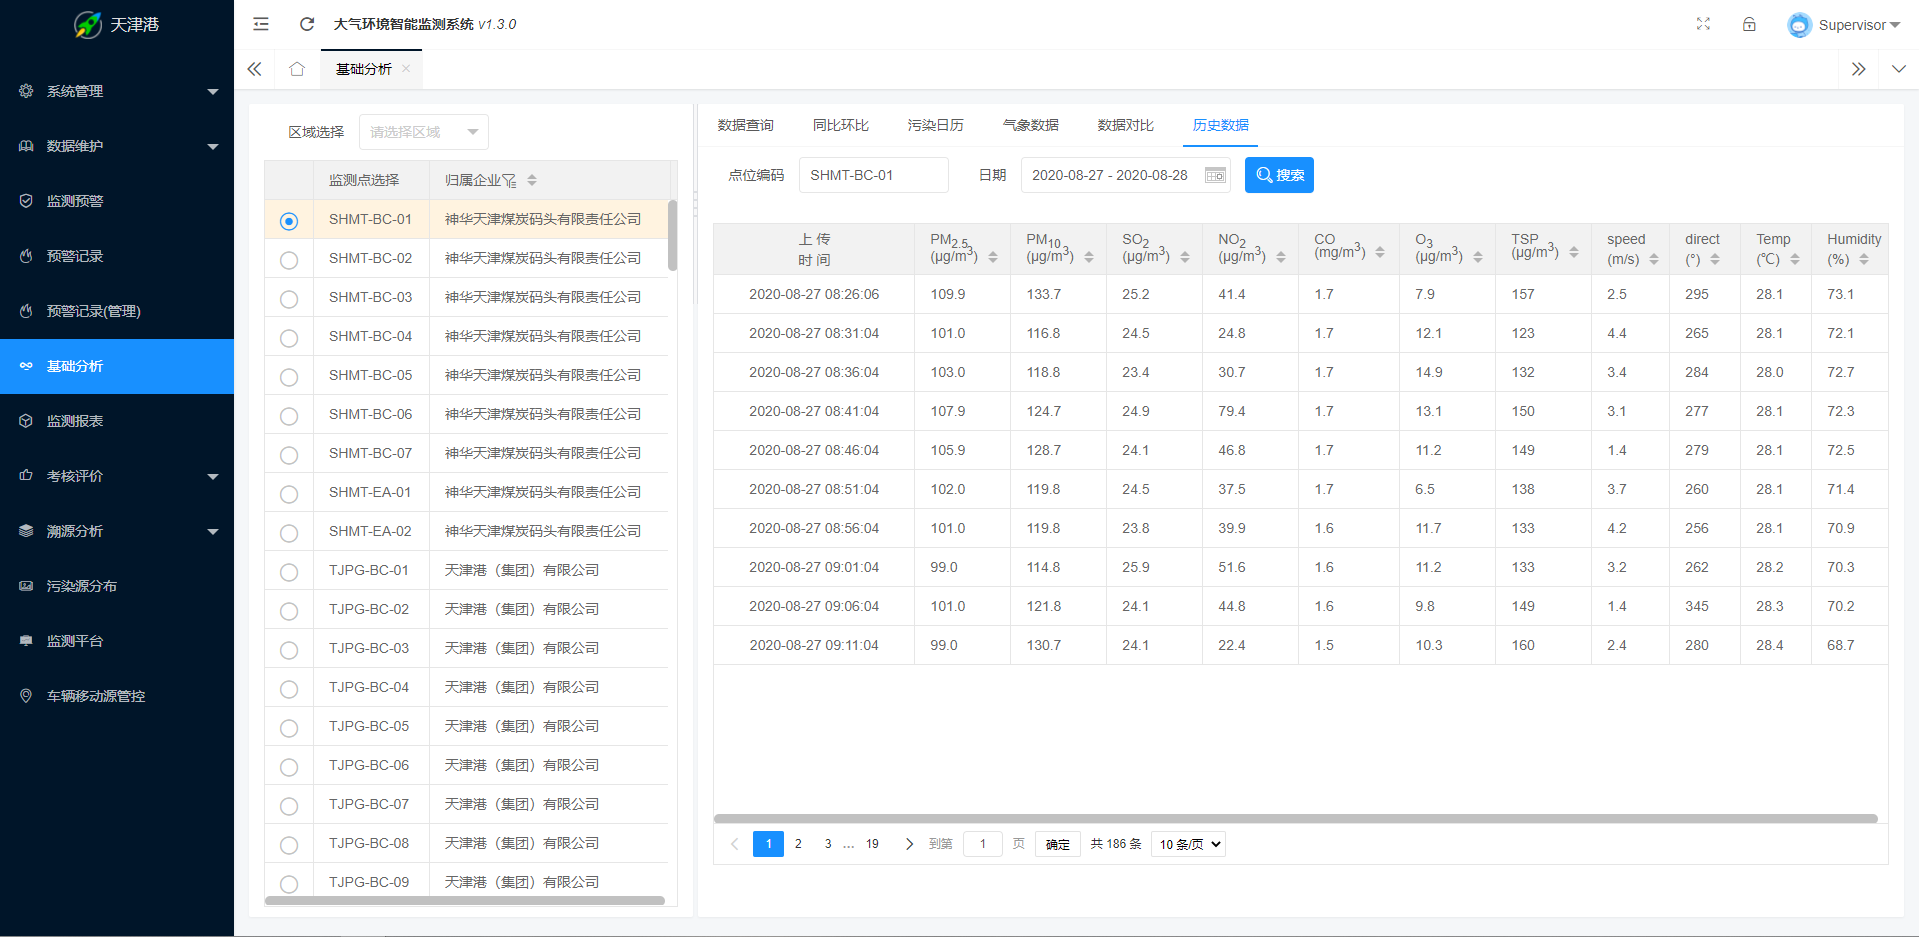 天津港
大气环境智能监测系统 v1.3.0
Supervisor
基础分析
系统管理
数据维护
监测预警
预警记录
预警记录(管理)
基础分析
监测报表
考核评价
溯源分析
污染源分布
监测平台
车辆移动源管控
区域选择 请选择区域
监测点选择 归属企业
SHMT-BC-01 神华天津煤炭码头有限责任公司
SHMT-BC-02 神华天津煤炭码头有限责任公司
SHMT-BC-03 神华天津煤炭码头有限责任公司
SHMT-BC-04 神华天津煤炭码头有限责任公司
SHMT-BC-05 神华天津煤炭码头有限责任公司
SHMT-BC-06 神华天津煤炭码头有限责任公司
SHMT-BC-07 神华天津煤炭码头有限责任公司
SHMT-EA-01 神华天津煤炭码头有限责任公司
SHMT-EA-02 神华天津煤炭码头有限责任公司
TJPG-BC-01 天津港（集团）有限公司
TJPG-BC-02 天津港（集团）有限公司
TJPG-BC-03 天津港（集团）有限公司
TJPG-BC-04 天津港（集团）有限公司
TJPG-BC-05 天津港（集团）有限公司
TJPG-BC-06 天津港（集团）有限公司
TJPG-BC-07 天津港（集团）有限公司
TJPG-BC-08 天津港（集团）有限公司
TJPG-BC-09 天津港（集团）有限公司
数据查询 同比环比 污染日历 气象数据 数据对比 历史数据
点位编码 SHMT-BC-01 日期 2020-08-27 - 2020-08-28 搜索
上传 PM2.5 PM10 SO2 NO2 CO O3 TSP speed direct Temp Humidity
时间 (μg/m³) (μg/m³) (μg/m³) (μg/m³) (mg/m³) (μg/m³) (μg/m³) (m/s) (°) (℃) (%)
2020-08-27 08:26:06 109.9 133.7 25.2 41.4 1.7 7.9 157 2.5 295 28.1 73.1
2020-08-27 08:31:04 101.0 116.8 24.5 24.8 1.7 12.1 123 4.4 265 28.1 72.1
2020-08-27 08:36:04 103.0 118.8 23.4 30.7 1.7 14.9 132 3.4 284 28.0 72.7
2020-08-27 08:41:04 107.9 124.7 24.9 79.4 1.7 13.1 150 3.1 277 28.1 72.3
2020-08-27 08:46:04 105.9 128.7 24.1 46.8 1.7 11.2 149 1.4 279 28.1 72.5
2020-08-27 08:51:04 102.0 119.8 24.5 37.5 1.7 6.5 138 3.7 260 28.1 71.4
2020-08-27 08:56:04 101.0 119.8 23.8 39.9 1.6 11.7 133 4.2 256 28.1 70.9
2020-08-27 09:01:04 99.0 114.8 25.9 51.6 1.6 11.2 133 3.2 262 28.2 70.3
2020-08-27 09:06:04 101.0 121.8 24.1 44.8 1.6 9.8 149 1.4 345 28.3 70.2
2020-08-27 09:11:04 99.0 130.7 24.1 22.4 1.5 10.3 160 2.4 280 28.4 68.7
1 2 3 … 19 到第 1 页 确定 共 186 条 10 条/页